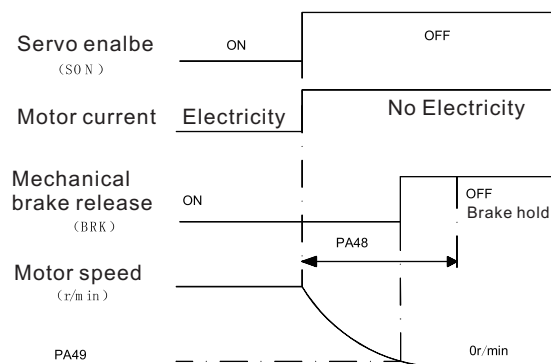 Servo enalbe
(SON)
ON
OFF
Motor current
Electricity
No Electricity
Mechanical
brake release
(BRK)
ON
OFF
Brake hold
PA48
Motor speed
(r/min)
PA49
0r/min